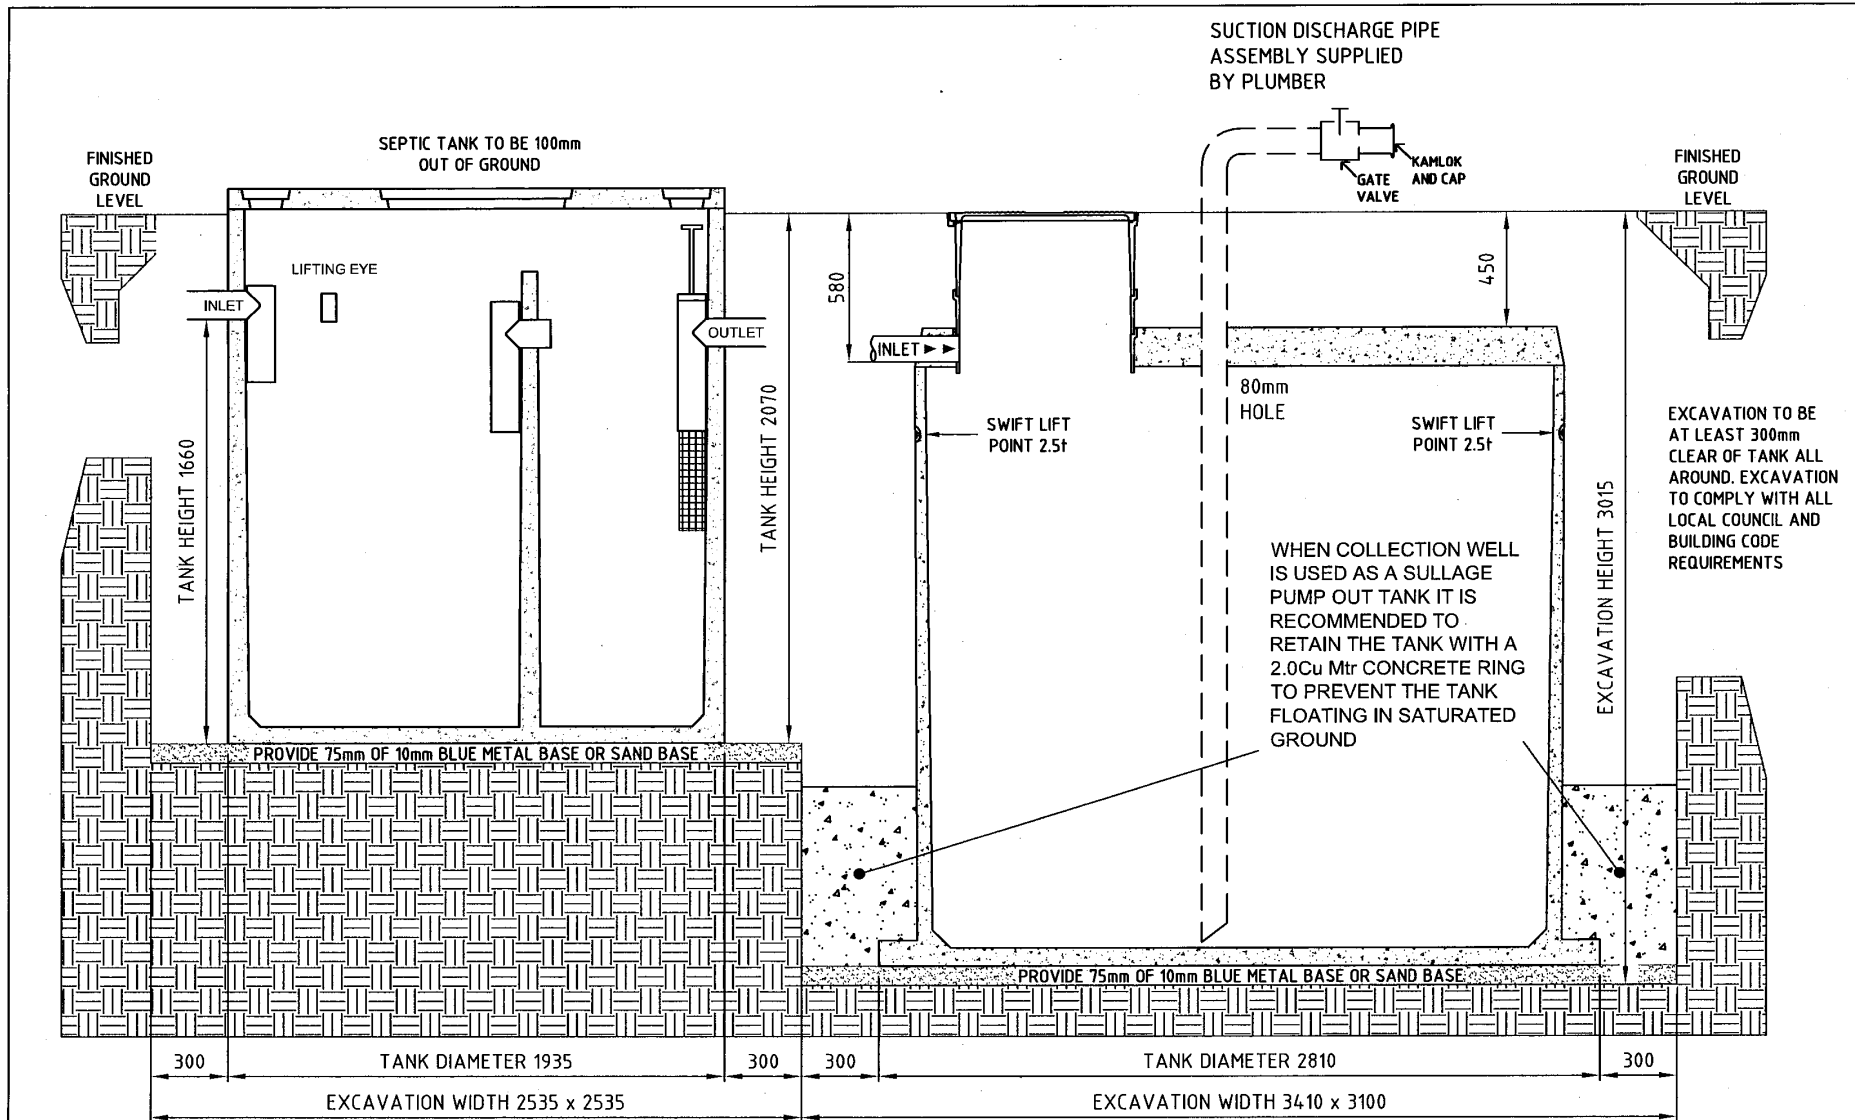 SUCTION DISCHARGE PIPE
ASSEMBLY SUPPLIED
BY PLUMBER
SEPTIC TANK TO BE 100mm
OUT OF GROUND
FINISHED
GROUND
LEVEL
KAMLOK
AND CAP
GATE
VALVE
FINISHED
GROUND
LEVEL
LIFTING EYE
INLET
OUTLET
580
450
INLET
80mm
HOLE
SWIFT LIFT
POINT 2.5t
SWIFT LIFT
POINT 2.5t
TANK HEIGHT 1660
TANK HEIGHT 2070
EXCAVATION HEIGHT 3015
EXCAVATION TO BE
AT LEAST 300mm
CLEAR OF TANK ALL
AROUND. EXCAVATION
TO COMPLY WITH ALL
LOCAL COUNCIL AND
BUILDING CODE
REQUIREMENTS
WHEN COLLECTION WELL
IS USED AS A SULLAGE
PUMP OUT TANK IT IS
RECOMMENDED TO
RETAIN THE TANK WITH A
2.0Cu Mtr CONCRETE RING
TO PREVENT THE TANK
FLOATING IN SATURATED
GROUND
PROVIDE 75mm OF 10mm BLUE METAL BASE OR SAND BASE
PROVIDE 75mm OF 10mm BLUE METAL BASE OR SAND BASE
300
TANK DIAMETER 1935
300
300
TANK DIAMETER 2810
300
EXCAVATION WIDTH 2535 x 2535
EXCAVATION WIDTH 3410 x 3100